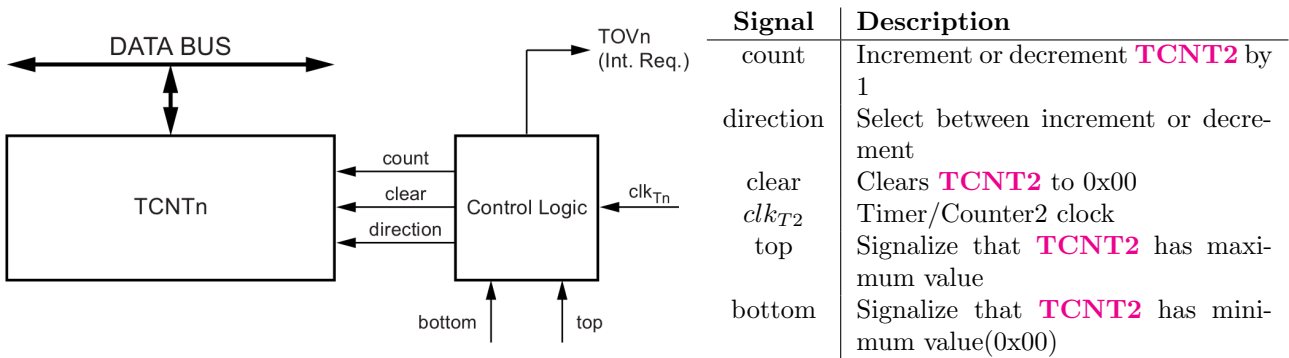 DATA BUS
TOVn
(Int. Req.)
TCNTn
count
clear
direction
Control Logic
clkTn
bottom
top
Signal Description
count Increment or decrement TCNT2 by
1
direction Select between increment or decre-
ment
clear Clears TCNT2 to 0x00
clkT2 Timer/Counter2 clock
top Signalize that TCNT2 has maxi-
mum value
bottom Signalize that TCNT2 has mini-
mum value(0x00)